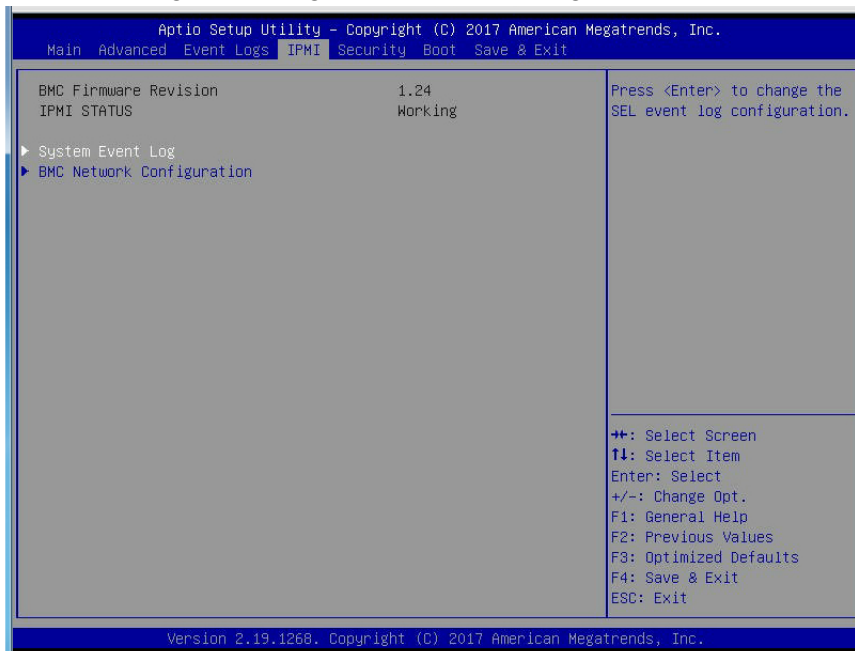 Aptio Setup Utility – Copyright (C) 2017 American Megatrends, Inc.
Main Advanced Event Logs IPMI Security Boot Save & Exit
BMC Firmware Revision 1.24
IPMI STATUS Working
System Event Log
BMC Network Configuration
Press <Enter> to change the
SEL event log configuration.
→←: Select Screen
↑↓: Select Item
Enter: Select
+/-: Change Opt.
F1: General Help
F2: Previous Values
F3: Optimized Defaults
F4: Save & Exit
ESC: Exit
Version 2.19.1268. Copyright (C) 2017 American Megatrends, Inc.